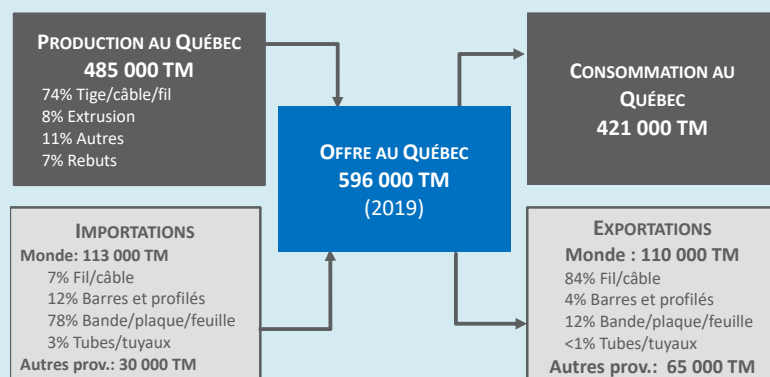 PRODUCTION AU QUÉBEC
485 000 TM
74% Tige/câble/fil
8% Extrusion
11% Autres
7% Rebuts
OFFRE AU QUÉBEC
596 000 TM
(2019)
CONSOMMATION AU
QUÉBEC
421 000 TM
IMPORTATIONS
Monde: 113 000 TM
7% Fil/câble
12% Barres et profilés
78% Bande/plaque/feuille
3% Tubes/tuyaux
Autres prov.: 30 000 TM
EXPORTATIONS
Monde : 110 000 TM
84% Fil/câble
4% Barres et profilés
12% Bande/plaque/feuille
<1% Tubes/tuyaux
Autres prov.: 65 000 TM